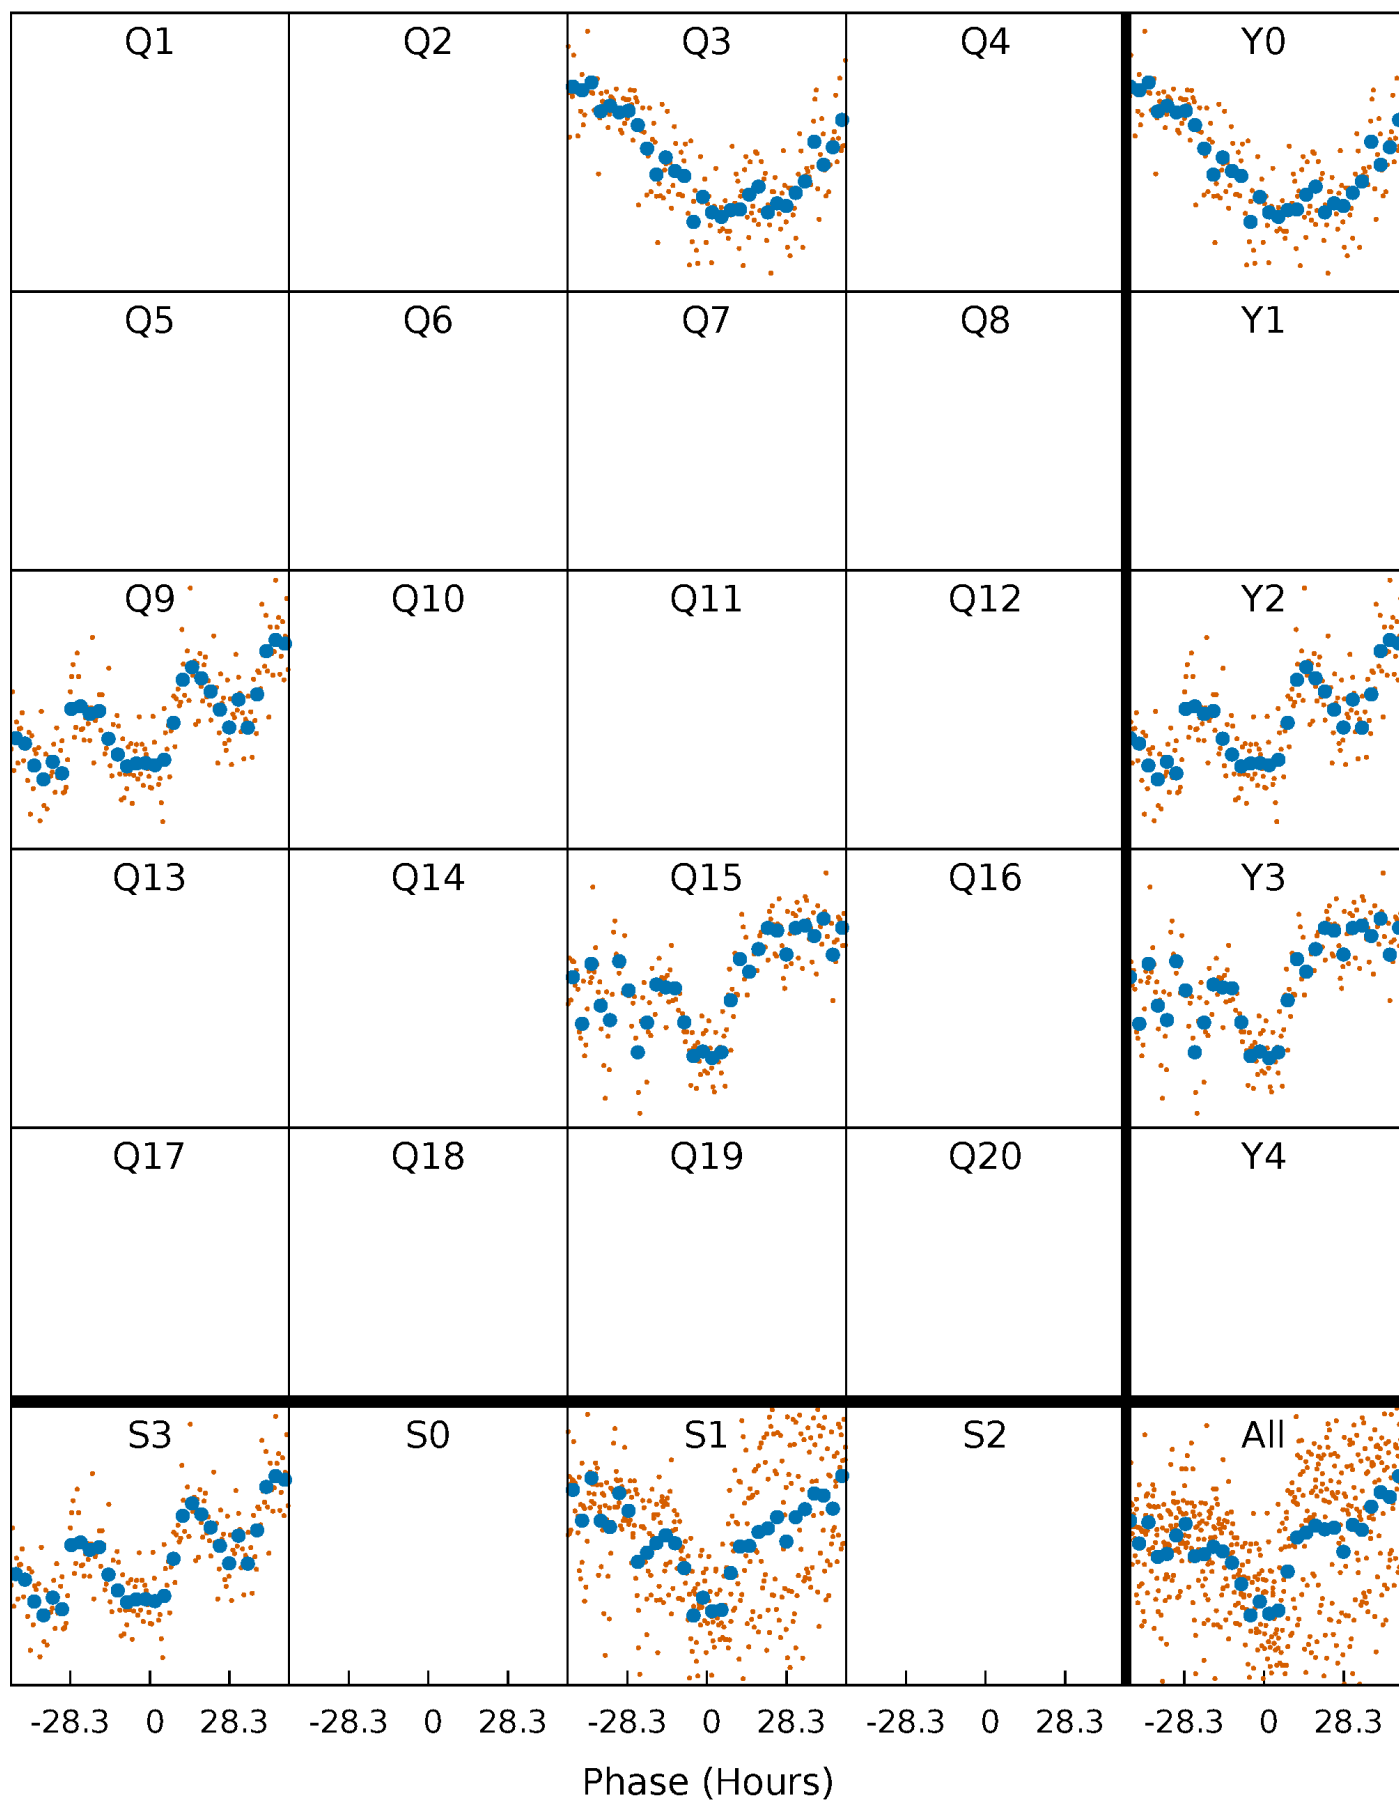 Q1 Q2 Q3 Q4 Y0
Q5 Q6 Q7 Q8 Y1
Q9 Q10 Q11 Q12 Y2
Q13 Q14 Q15 Q16 Y3
Q17 Q18 Q19 Q20 Y4
S3 S0 S1 S2 All
-28.3 0 28.3 -28.3 0 28.3 -28.3 0 28.3 -28.3 0 28.3 -28.3 0 28.3
Phase (Hours)